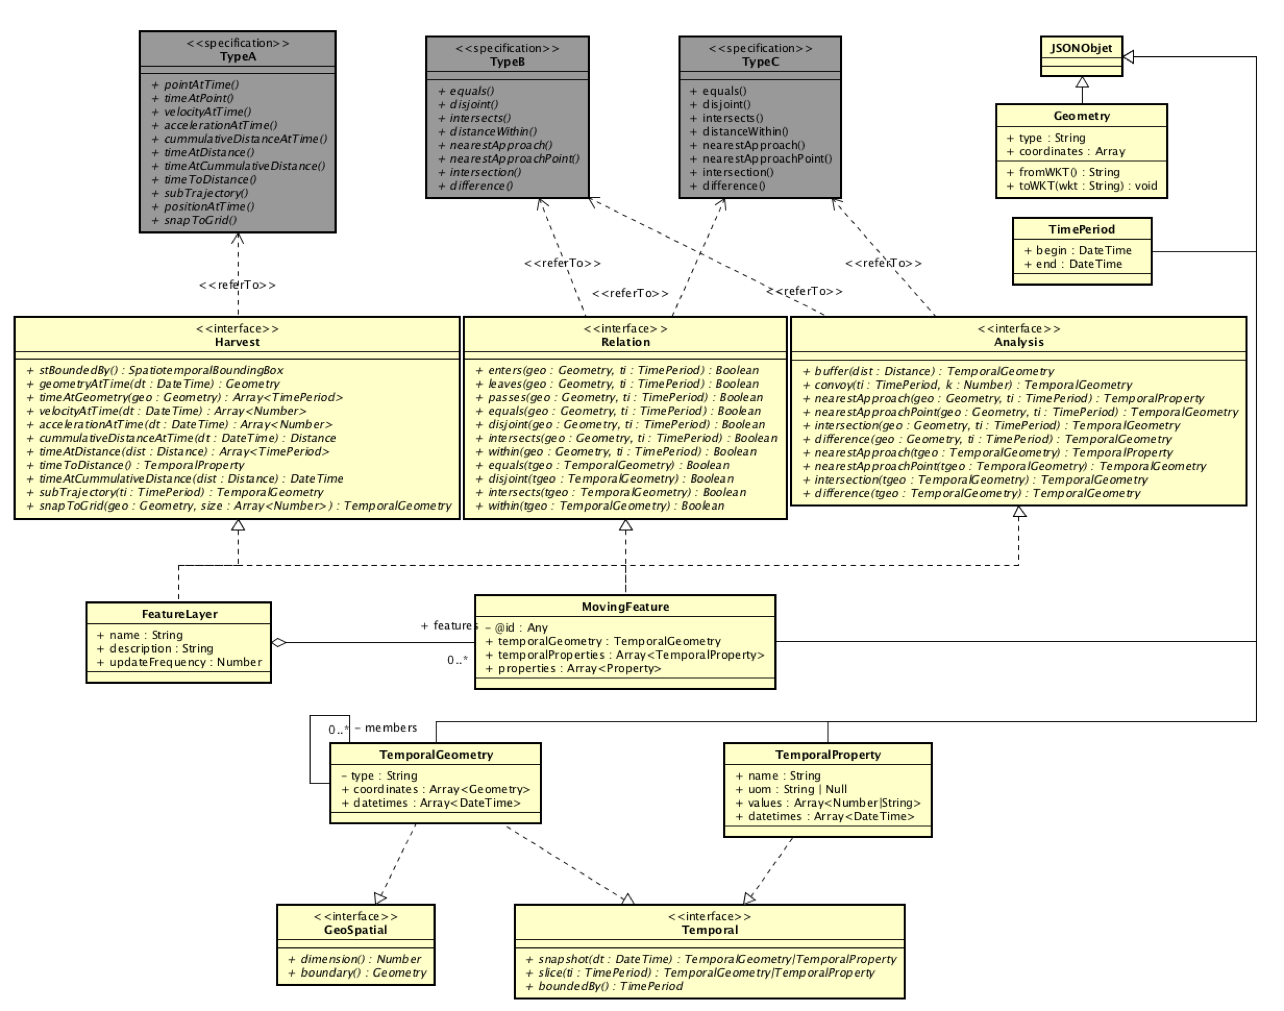 <<specification>>
TypeA
+ pointAtTime()
+ timeAtPoint()
+ velocityAtTime()
+ accelerationAtTime()
+ cummulativeDistanceAtTime()
+ timeAtDistance()
+ timeAtCummulativeDistance()
+ timeToDistance()
+ subTrajectory()
+ positionAtTime()
+ snapToGrid()
<<specification>>
TypeB
+ equals()
+ disjoint()
+ intersects()
+ distanceWithin()
+ nearestApproach()
+ nearestApproachPoint()
+ intersection()
+ difference()
<<specification>>
TypeC
+ equals()
+ disjoint()
+ intersects()
+ distanceWithin()
+ nearestApproach()
+ nearestApproachPoint()
+ intersection()
+ difference()
JSONObjet
Geometry
+ type : String
+ coordinates : Array
+ fromWKT() : String
+ toWKT(wkt : String) : void
TimePeriod
+ begin : DateTime
+ end : DateTime
<<referTo>>
<<referTo>>
<<referTo>>
<<referTo>>
<<referTo>>
<<interface>>
Harvest
+ stBoundedBy() : SpatiotemporalBoundingBox
+ geometryAtTime(dt : DateTime) : Geometry
+ timeAtGeometry(geo : Geometry) : Array<TimePeriod>
+ velocityAtTime(dt : DateTime) : Array<Number>
+ accelerationAtTime(dt : DateTime) : Array<Number>
+ cummulativeDistanceAtTime(dt : DateTime) : Distance
+ timeAtDistance(dist : Distance) : Array<TimePeriod>
+ timeToDistance() : TemporalProperty
+ timeAtCummulativeDistance(dist : Distance) : DateTime
+ subTrajectory(ti : TimePeriod) : TemporalGeometry
+ snapToGrid(geo : Geometry, size : Array<Number>) : TemporalGeometry
<<interface>>
Relation
+ enters(geo : Geometry, ti : TimePeriod) : Boolean
+ leaves(geo : Geometry, ti : TimePeriod) : Boolean
+ passes(geo : Geometry, ti : TimePeriod) : Boolean
+ equals(geo : Geometry, ti : TimePeriod) : Boolean
+ disjoint(geo : Geometry, ti : TimePeriod) : Boolean
+ intersects(geo : Geometry, ti : TimePeriod) : Boolean
+ within(geo : Geometry, ti : TimePeriod) : Boolean
+ equals(tgeo : TemporalGeometry) : Boolean
+ disjoint(tgeo : TemporalGeometry) : Boolean
+ intersects(tgeo : TemporalGeometry) : Boolean
+ within(tgeo : TemporalGeometry) : Boolean
<<interface>>
Analysis
+ buffer(dist : Distance) : TemporalGeometry
+ convoy(ti : TimePeriod, k : Number) : TemporalGeometry
+ nearestApproach(geo : Geometry, ti : TimePeriod) : TemporalProperty
+ nearestApproachPoint(geo : Geometry, ti : TimePeriod) : TemporalGeometry
+ intersection(geo : Geometry, ti : TimePeriod) : TemporalGeometry
+ difference(geo : Geometry, ti : TimePeriod) : TemporalGeometry
+ nearestApproach(tgeo : TemporalGeometry) : TemporalProperty
+ nearestApproachPoint(tgeo : TemporalGeometry) : TemporalGeometry
+ intersection(tgeo : TemporalGeometry) : TemporalGeometry
+ difference(tgeo : TemporalGeometry) : TemporalGeometry
FeatureLayer
+ name : String
+ description : String
+ updateFrequency : Number
+ features
0..*
MovingFeature
- @id : Any
+ temporalGeometry : TemporalGeometry
+ temporalProperties : Array<TemporalProperty>
+ properties : Array<Property>
0..* - members
TemporalGeometry
- type : String
+ coordinates : Array<Geometry>
+ datetimes : Array<DateTime>
TemporalProperty
+ name : String
+ uom : String | Null
+ values : Array<Number|String>
+ datetimes : Array<DateTime>
<<interface>>
GeoSpatial
+ dimension() : Number
+ boundary() : Geometry
<<interface>>
Temporal
+ snapshot(dt : DateTime) : TemporalGeometry|TemporalProperty
+ slice(ti : TimePeriod) : TemporalGeometry|TemporalProperty
+ boundedBy() : TimePeriod